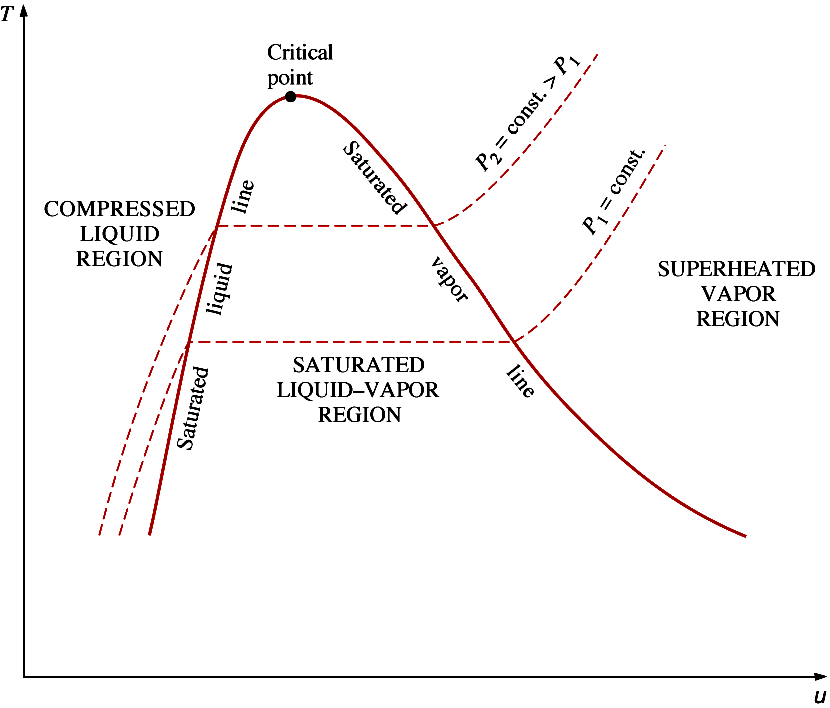 T
Critical
point
P₂ = const. > P₁
P₁ = const.
Saturated
vapor
line
COMPRESSED
LIQUID
REGION
line
liquid
Saturated
SUPERHEATED
VAPOR
REGION
SATURATED
LIQUID–VAPOR
REGION
u